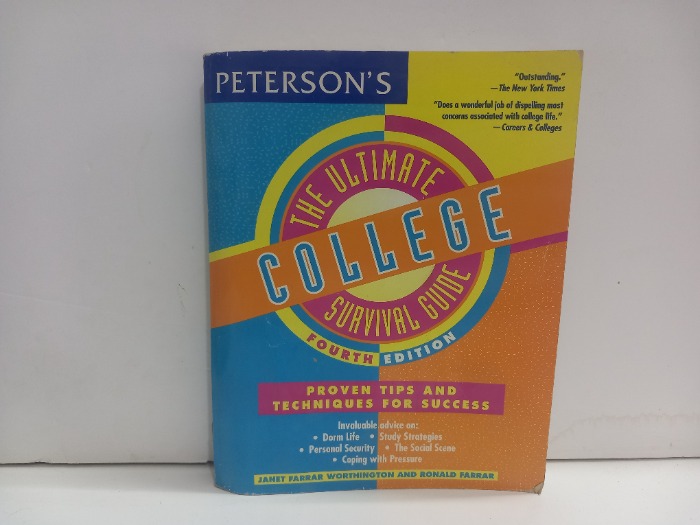 PETERSON'S
"Outstanding."
—The New York Times
"Does a wonderful job of dispelling most
concerns associated with college life."
—Careers & Colleges
THE ULTIMATE
COLLEGE
SURVIVAL GUIDE
FOURTH EDITION
PROVEN TIPS AND
TECHNIQUES FOR SUCCESS
Invaluable advice on:
• Dorm Life • Study Strategies
• Personal Security • The Social Scene
• Coping with Pressure
JANET FARRAR WORTHINGTON AND RONALD FARRAR